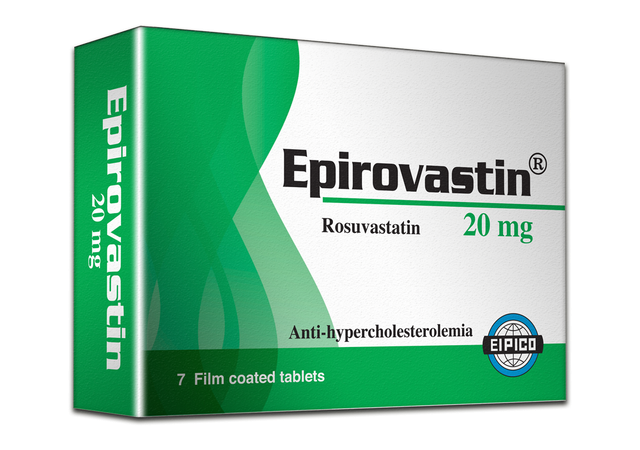 Epirovastin
20 mg
Epirovastin®
Rosuvastatin 20 mg
Anti-hypercholesterolemia
EIPICO
7 Film coated tablets